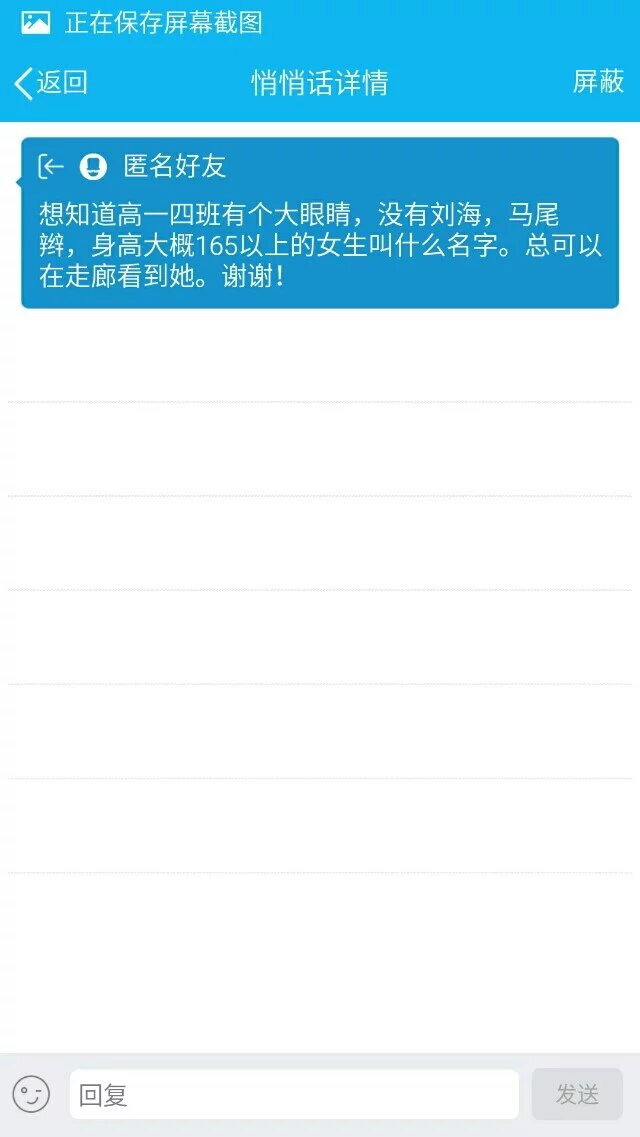 正在保存屏幕截图
返回 悄悄话详情 屏蔽
匿名好友
想知道高一四班有个大眼睛，没有刘海，马尾
辫，身高大概165以上的女生叫什么名字。总可以
在走廊看到她。谢谢！
回复 发送